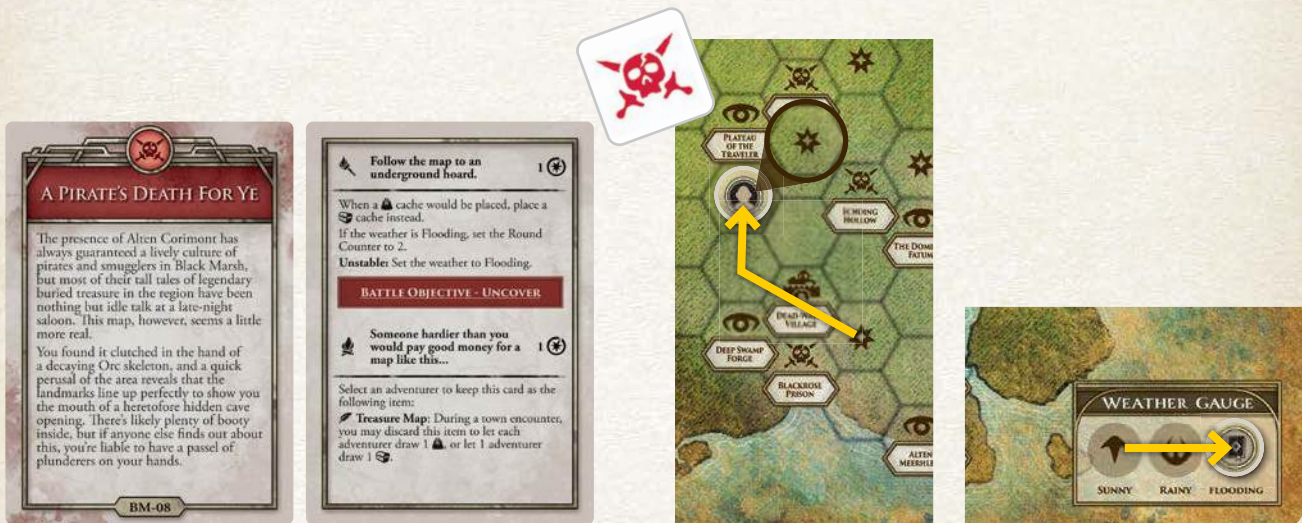 A PIRATE'S DEATH FOR YE
The presence of Alten Corimont has
always guaranteed a lively culture of
pirates and smugglers in Black Marsh,
but most of their tall tales of legendary
buried treasure in the region have been
nothing but idle talk at a late-night
saloon. This map, however, seems a little
more real.
You found it clutched in the hand of
a decaying Orc skeleton, and a quick
perusal of the area reveals that the
landmarks line up perfectly to show you
the mouth of a heretofore hidden cave
opening. There's likely plenty of booty
inside, but if anyone else finds out about
this, you're liable to have a passel of
plunderers on your hands.
BM-08
Follow the map to an
underground hoard.
1
When a cache would be placed, place a
cache instead.
If the weather is Flooding, set the Round
Counter to 2.
Unstable: Set the weather to Flooding.
BATTLE OBJECTIVE - UNCOVER
Someone hardier than you
would pay good money for a
map like this...
1
Select an adventurer to keep this card as the
following item:
Treasure Map: During a town encounter,
you may discard this item to let each
adventurer draw 1 , or let 1 adventurer
draw 1 .
PLATEAU
OF THE
TRAVELER
ECHOING
HOLLOW
THE
FATUM
VILLAGE
DEEP SWAMP
FORGE
BLACKROSE
PRISON
ALTEN
WEATHER GAUGE
SUNNY
RAINY
FLOODING